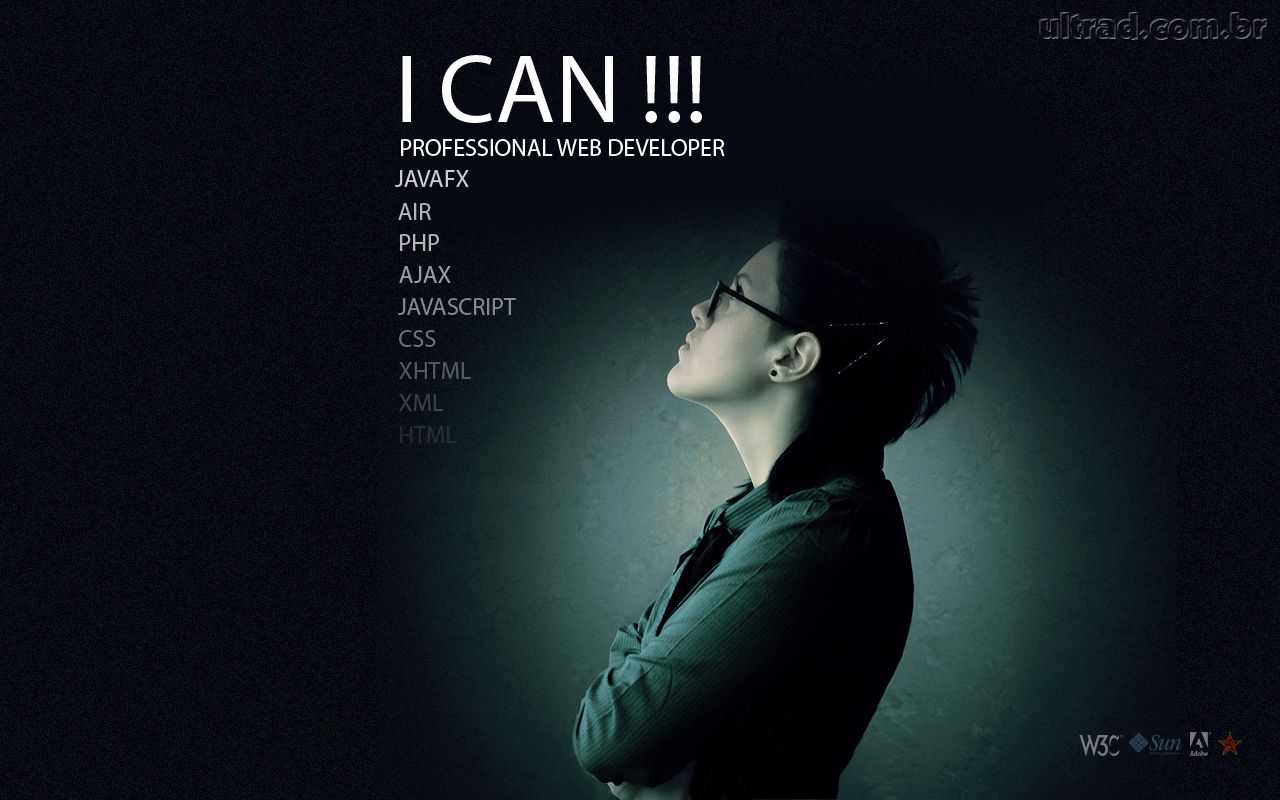 ultrad.com.br
I CAN !!!
PROFESSIONAL WEB DEVELOPER
JAVAFX
AIR
PHP
AJAX
JAVASCRIPT
CSS
XHTML
XML
HTML
W3C Sun Adobe